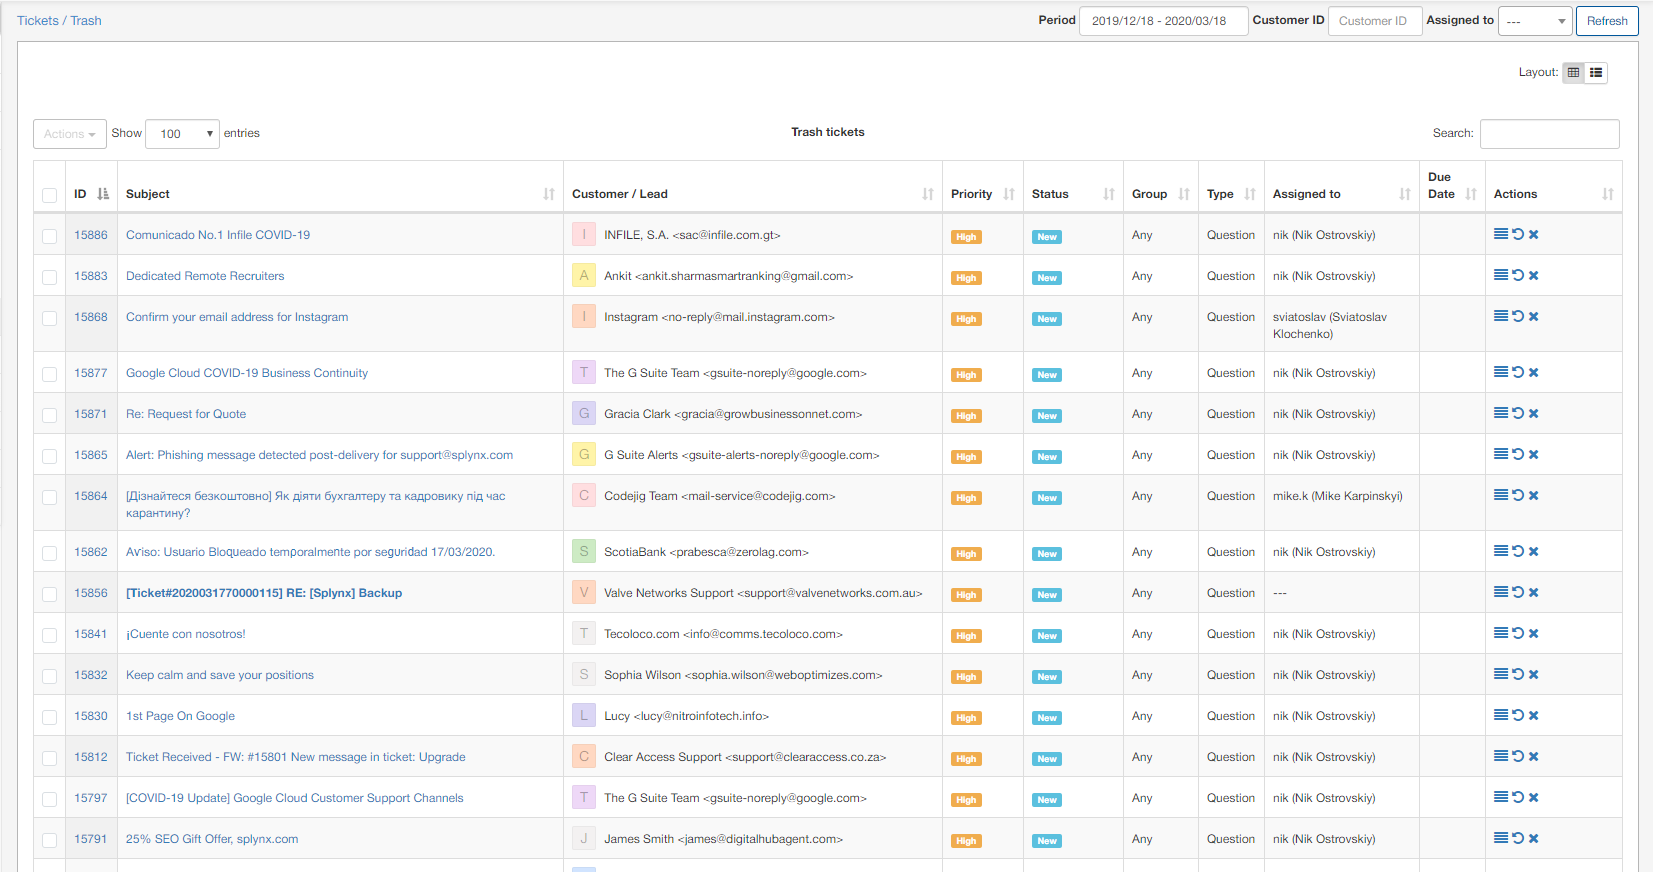 Tickets / Trash
Period 2019/12/18 - 2020/03/18 Customer ID Customer ID Assigned to --- Refresh
Layout:
Actions Show 100 entries Trash tickets Search:
ID Subject Customer / Lead Priority Status Group Type Assigned to Due Date Actions
15886 Comunicado No.1 Infile COVID-19 I INFILE, S.A. <sac@infile.com.gt> High New Any Question nik (Nik Ostrovskiy)
15883 Dedicated Remote Recruiters A Ankit <ankit.sharmasmartranking@gmail.com> High New Any Question nik (Nik Ostrovskiy)
15868 Confirm your email address for Instagram I Instagram <no-reply@mail.instagram.com> High New Any Question sviatoslav (Sviatoslav
Klochenko)
15877 Google Cloud COVID-19 Business Continuity T The G Suite Team <gsuite-noreply@google.com> High New Any Question nik (Nik Ostrovskiy)
15871 Re: Request for Quote G Gracia Clark <gracia@growbusinessonnet.com> High New Any Question nik (Nik Ostrovskiy)
15865 Alert: Phishing message detected post-delivery for support@splynx.com G G Suite Alerts <gsuite-alerts-noreply@google.com> High New Any Question nik (Nik Ostrovskiy)
15864 [Дізнайтеся безкоштовно] Як діяти бухгалтеру та кадровику під час C Codejig Team <mail-service@codejig.com> High New Any Question mike.k (Mike Karpinskyi)
карантину?
15862 Aviso: Usuario Bloqueado temporalmente por seguridad 17/03/2020. S ScotiaBank <prabesca@zerolag.com> High New Any Question nik (Nik Ostrovskiy)
15856 [Ticket#2020031770000115] RE: [Splynx] Backup V Valve Networks Support <support@valvenetworks.com.au> High New Any Question ---
15841 ¡Cuente con nosotros! T Tecoloco.com <info@comms.tecoloco.com> High New Any Question nik (Nik Ostrovskiy)
15832 Keep calm and save your positions S Sophia Wilson <sophia.wilson@weboptimizes.com> High New Any Question nik (Nik Ostrovskiy)
15830 1st Page On Google L Lucy <lucy@nitroinfotech.info> High New Any Question nik (Nik Ostrovskiy)
15812 Ticket Received - FW: #15801 New message in ticket: Upgrade C Clear Access Support <support@clearaccess.co.za> High New Any Question nik (Nik Ostrovskiy)
15797 [COVID-19 Update] Google Cloud Customer Support Channels T The G Suite Team <gsuite-noreply@google.com> High New Any Question nik (Nik Ostrovskiy)
15791 25% SEO Gift Offer, splynx.com J James Smith <james@digitalhubagent.com> High New Any Question nik (Nik Ostrovskiy)